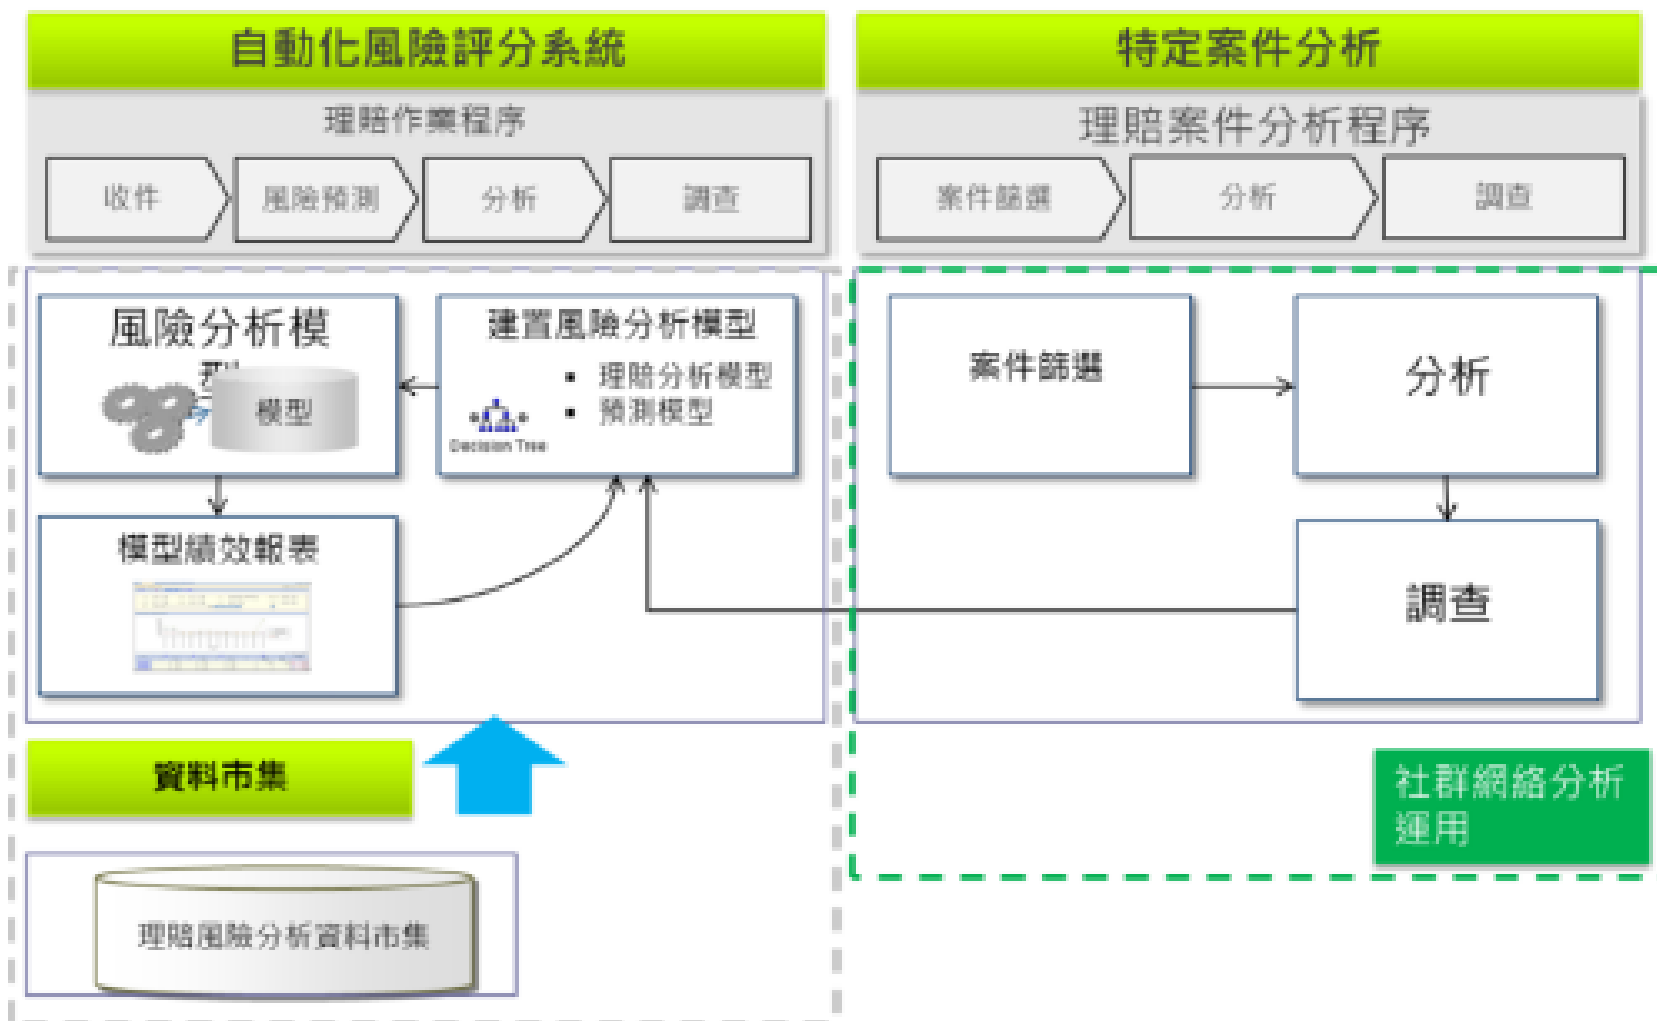 自動化風險評分系統
理賠作業程序
收件
風險預測
分析
調查
特定案件分析
理賠案件分析程序
案件篩選
分析
調查
風險分析模
型
模型
建置風險分析模型
▪ 理賠分析模型
▪ 預測模型
Decision Tree
模型績效報表
案件篩選
分析
調查
資料市集
理賠風險分析資料市集
社群網絡分析
運用